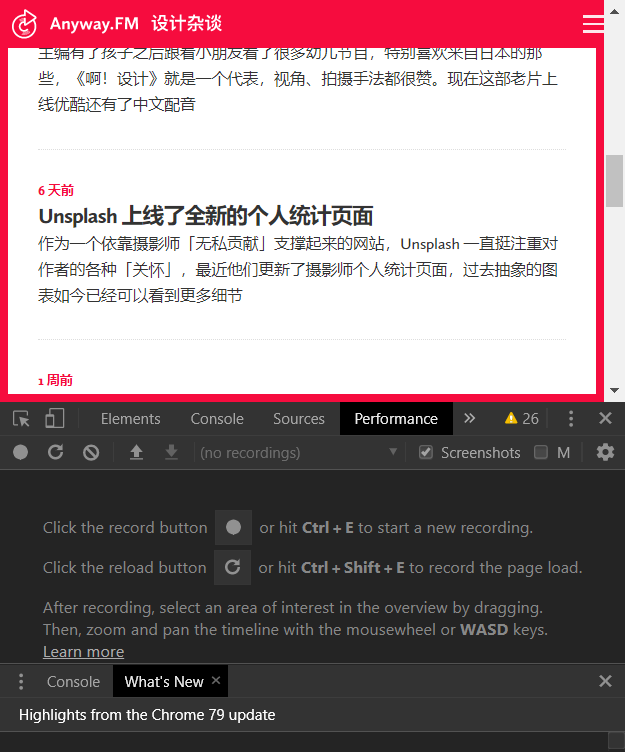 Anyway.FM 设计杂谈
主编有了孩子之后跟着小朋友看了很多幼儿节目，特别喜欢来自日本的那
些，《啊！设计》就是一个代表，视角、拍摄手法都很赞。现在这部老片上
线优酷还有了中文配音
6 天前
Unsplash 上线了全新的个人统计页面
作为一个依靠摄影师「无私贡献」支撑起来的网站，Unsplash 一直挺注重对
作者的各种「关怀」，最近他们更新了摄影师个人统计页面，过去抽象的图
表如今已经可以看到更多细节
1 周前
Elements Console Sources Performance » 26
(no recordings) Screenshots M
Click the record button or hit Ctrl + E to start a new recording.
Click the reload button or hit Ctrl + Shift + E to record the page load.
After recording, select an area of interest in the overview by dragging.
Then, zoom and pan the timeline with the mousewheel or WASD keys.
Learn more
Console What's New
Highlights from the Chrome 79 update